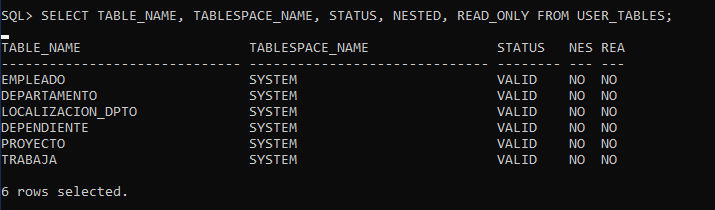 SQL> SELECT TABLE_NAME, TABLESPACE_NAME, STATUS, NESTED, READ_ONLY FROM USER_TABLES;
TABLE_NAME                     TABLESPACE_NAME                STATUS   NES REA
------------------------------ ------------------------------ -------- --- ---
EMPLEADO                       SYSTEM                         VALID    NO  NO
DEPARTAMENTO                   SYSTEM                         VALID    NO  NO
LOCALIZACION_DPTO              SYSTEM                         VALID    NO  NO
DEPENDIENTE                    SYSTEM                         VALID    NO  NO
PROYECTO                       SYSTEM                         VALID    NO  NO
TRABAJA                        SYSTEM                         VALID    NO  NO
6 rows selected.